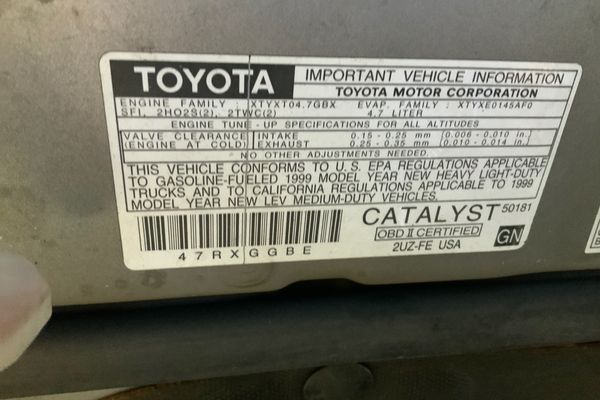 TOYOTA
IMPORTANT VEHICLE INFORMATION
TOYOTA MOTOR CORPORATION
ENGINE FAMILY : XTYXT04.7GBX EVAP. FAMILY : XTYXE0145AF0
SFI, 2HO2S(2), 2TWC(2) 4.7 LITER
ENGINE TUNE-UP SPECIFICATIONS FOR ALL ALTITUDES
VALVE CLEARANCE INTAKE 0.15 - 0.25 mm (0.006 - 0.010 in.)
(ENGINE AT COLD) EXHAUST 0.25 - 0.35 mm (0.010 - 0.014 in.)
NO OTHER ADJUSTMENTS NEEDED.
THIS VEHICLE CONFORMS TO U.S. EPA REGULATIONS APPLICABLE
TO GASOLINE-FUELED 1999 MODEL YEAR NEW HEAVY LIGHT-DUTY
TRUCKS AND TO CALIFORNIA REGULATIONS APPLICABLE TO 1999
MODEL YEAR NEW LEV MEDIUM-DUTY VEHICLES.
CATALYST 50181
OBD II CERTIFIED
47RXGGBE 2UZ-FE USA GN